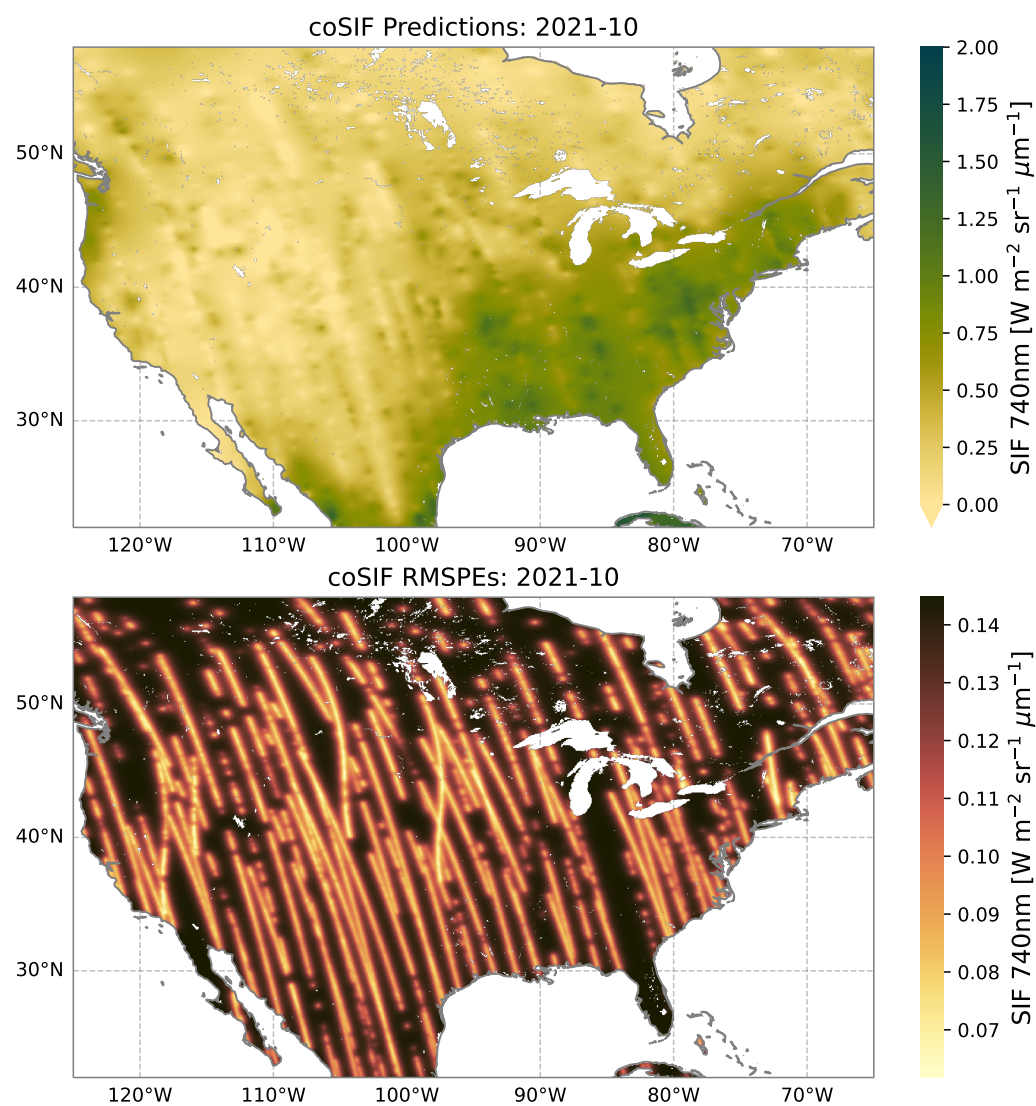 coSIF Predictions: 2021-10
50°N
40°N
30°N
120°W 110°W 100°W 90°W 80°W 70°W
2.00
1.75
1.50
1.25
1.00
0.75
0.50
0.25
0.00
SIF 740nm [W m⁻² sr⁻¹ μm⁻¹]
coSIF RMSPEs: 2021-10
50°N
40°N
30°N
120°W 110°W 100°W 90°W 80°W 70°W
0.14
0.13
0.12
0.11
0.10
0.09
0.08
0.07
SIF 740nm [W m⁻² sr⁻¹ μm⁻¹]